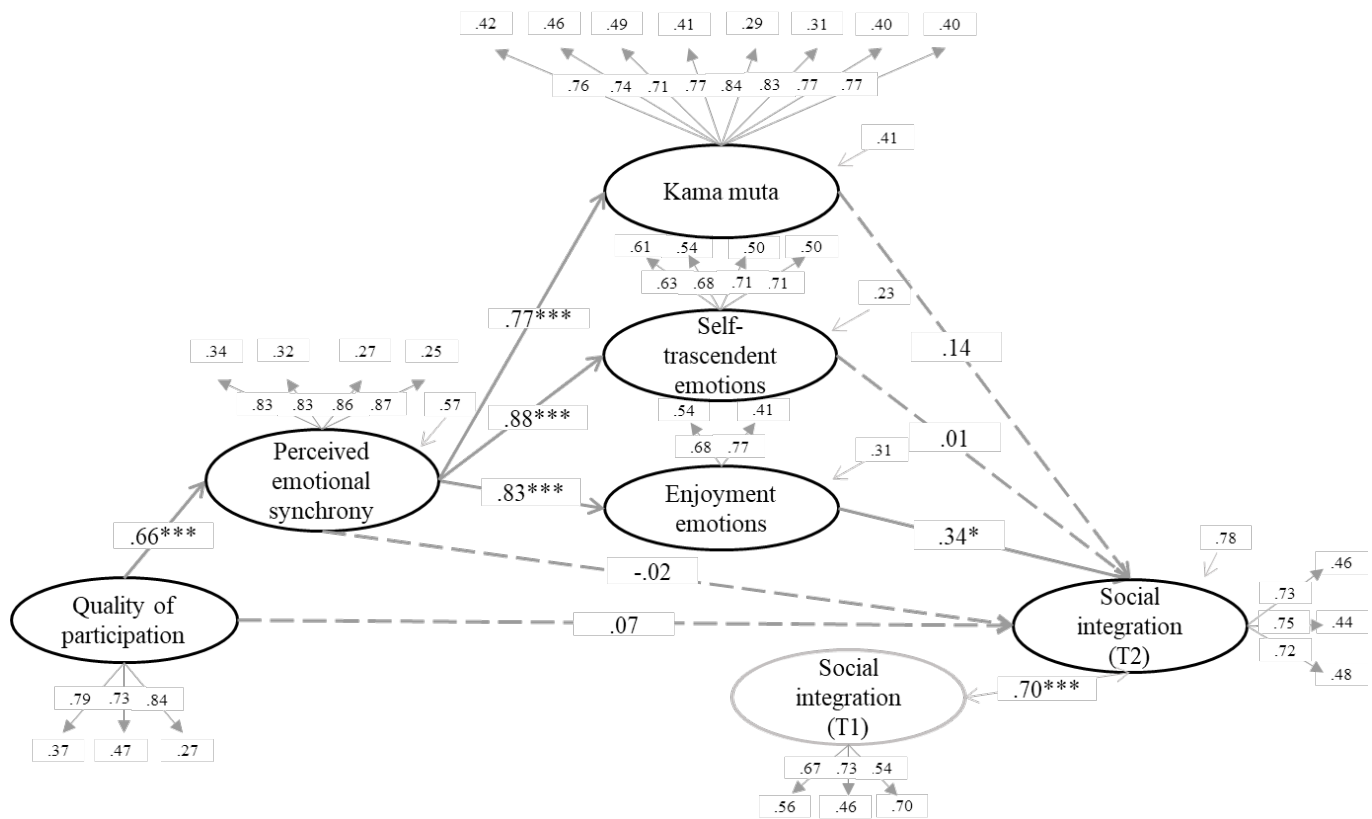 .42 .46 .49 .41 .29 .31 .40 .40
.76 .74 .71 .77 .84 .83 .77 .77
.41
Kama muta
.61 .54 .50 .50
.63 .68 .71 .71
.23
.77***
Self-
trascendent
emotions
.14
.34 .32 .27 .25
.83 .83 .86 .87
.57
.88***
.54 .41
.68 .77
.01
.31
Perceived
emotional
synchrony
.83***
Enjoyment
emotions
.34*
.66***
-.02
.78
.46
.73
Quality of
participation
.07
Social
integration
(T2)
.75 .44
.72
.48
Social
integration
(T1)
.70***
.79 .73 .84
.37 .47 .27
.67 .73 .54
.56 .46 .70